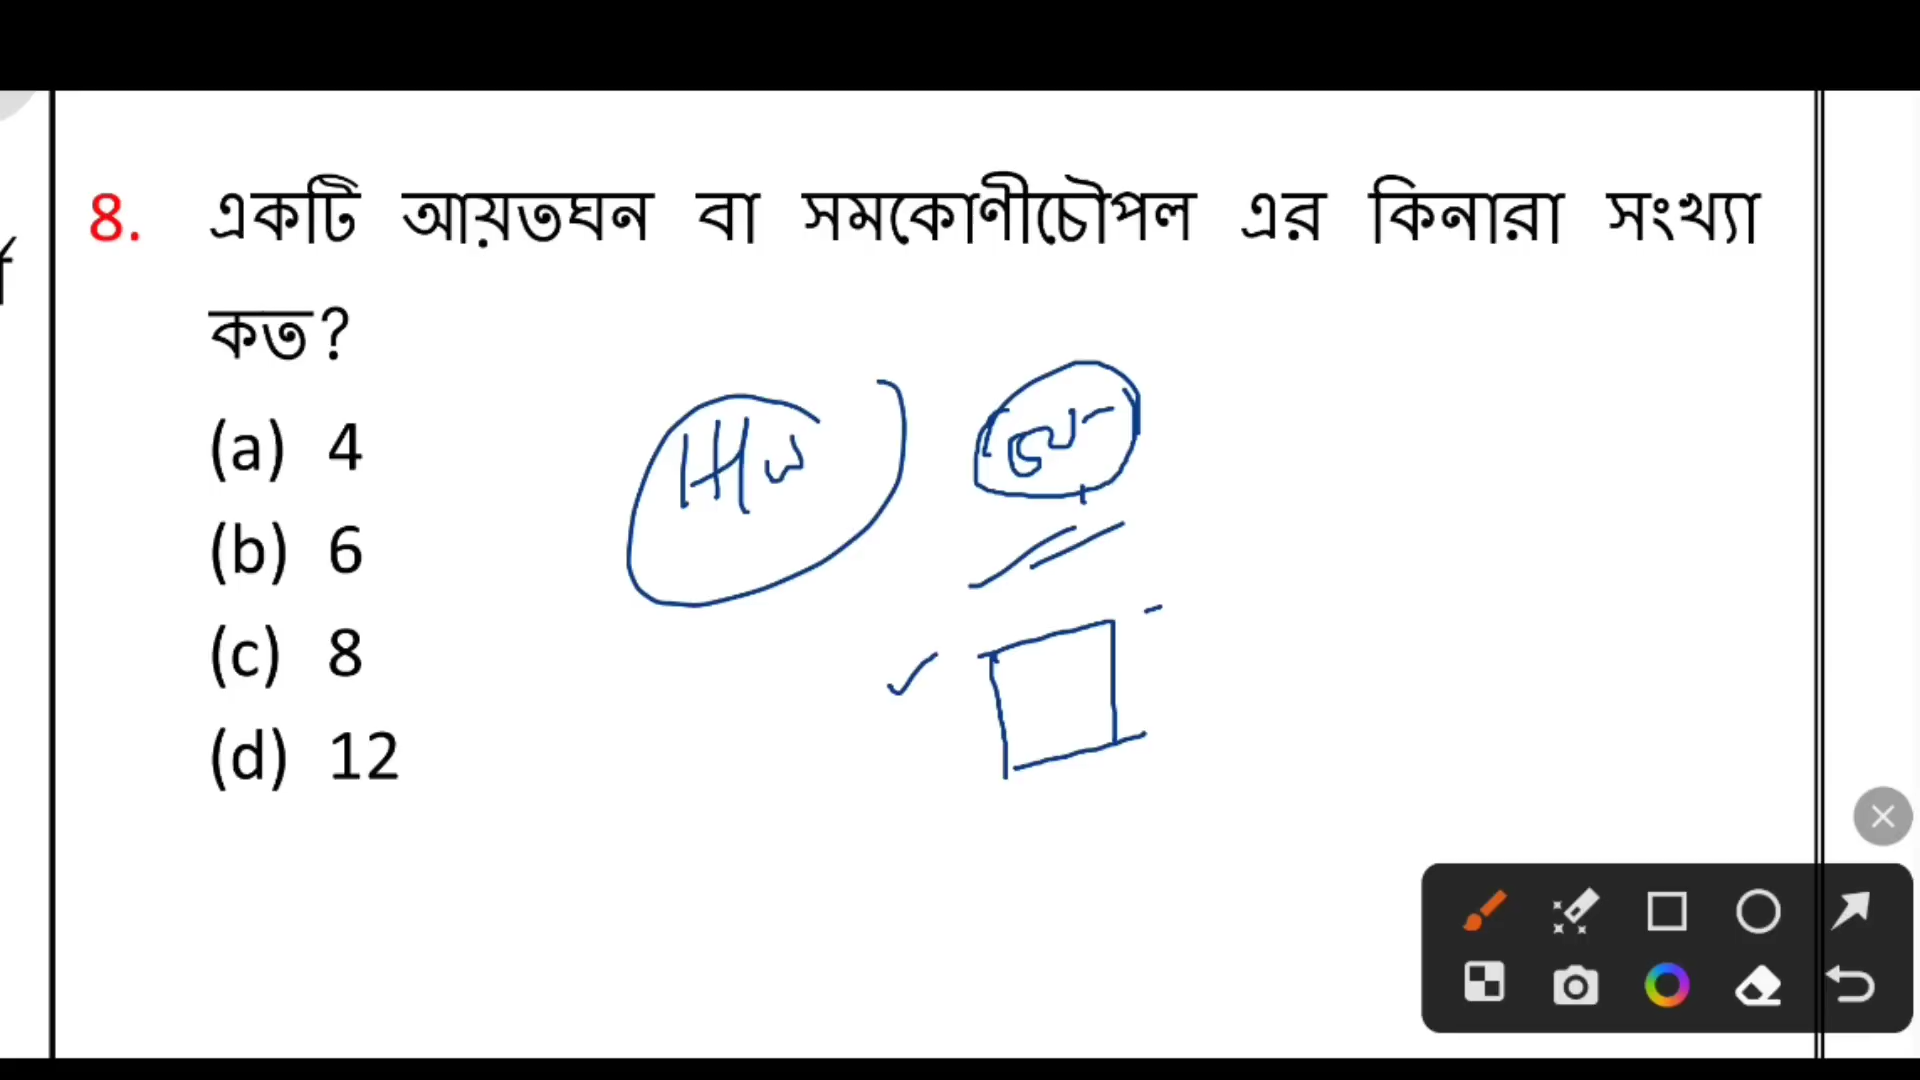 8. একটি আয়তঘন বা সমকোণীচৌপল এর কিনারা সংখ্যা
কত?
(a) 4
(b) 6
(c) 8
(d) 12